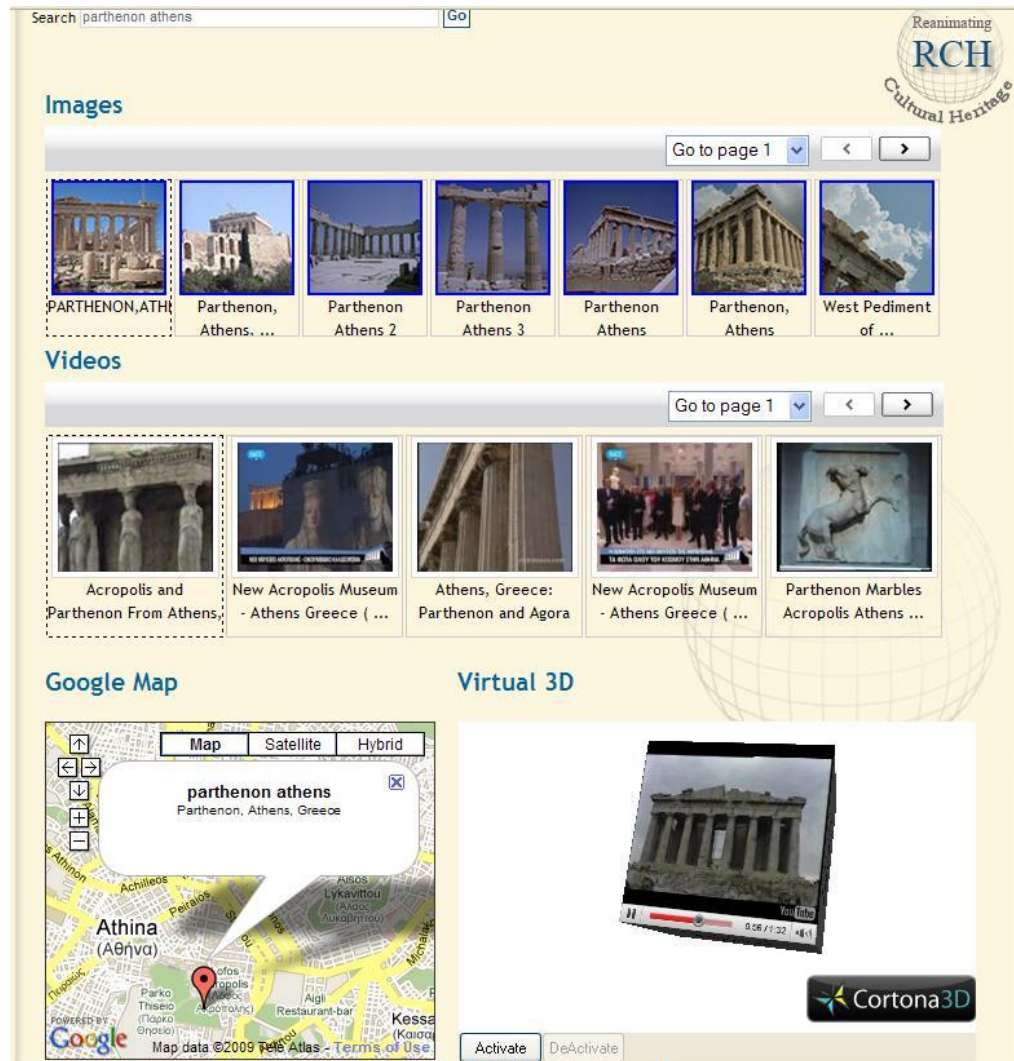 Search parthenon athens Go
Reanimating
RCH
Cultural Heritage
Images
Go to page 1 < >
PARTHENON,ATH
Parthenon,
Athens. ...
Parthenon
Athens 2
Parthenon
Athens 3
Parthenon
Athens
Parthenon,
Athens
West Pediment
of ...
Videos
Go to page 1 < >
Acropolis and
Parthenon From Athens,
New Acropolis Museum
- Athens Greece ( ...
Athens, Greece:
Parthenon and Agora
New Acropolis Museum
- Athens Greece ( ...
Parthenon Marbles
Acropolis Athens ...
Google Map
Virtual 3D
Map Satellite Hybrid
parthenon athens
Parthenon, Athens, Greece
Achilleos
Peiraios
Lykavittou
Athina
(Αθήνα)
Parko
Thiseio
(Πάρκο
Aigli
Restaurant-bar
Kessa
POWERED BY
Google
Map data ©2009 Tele Atlas - Terms of Use
YouTube
0:56 / 1:32
Cortona3D
Activate DeActivate